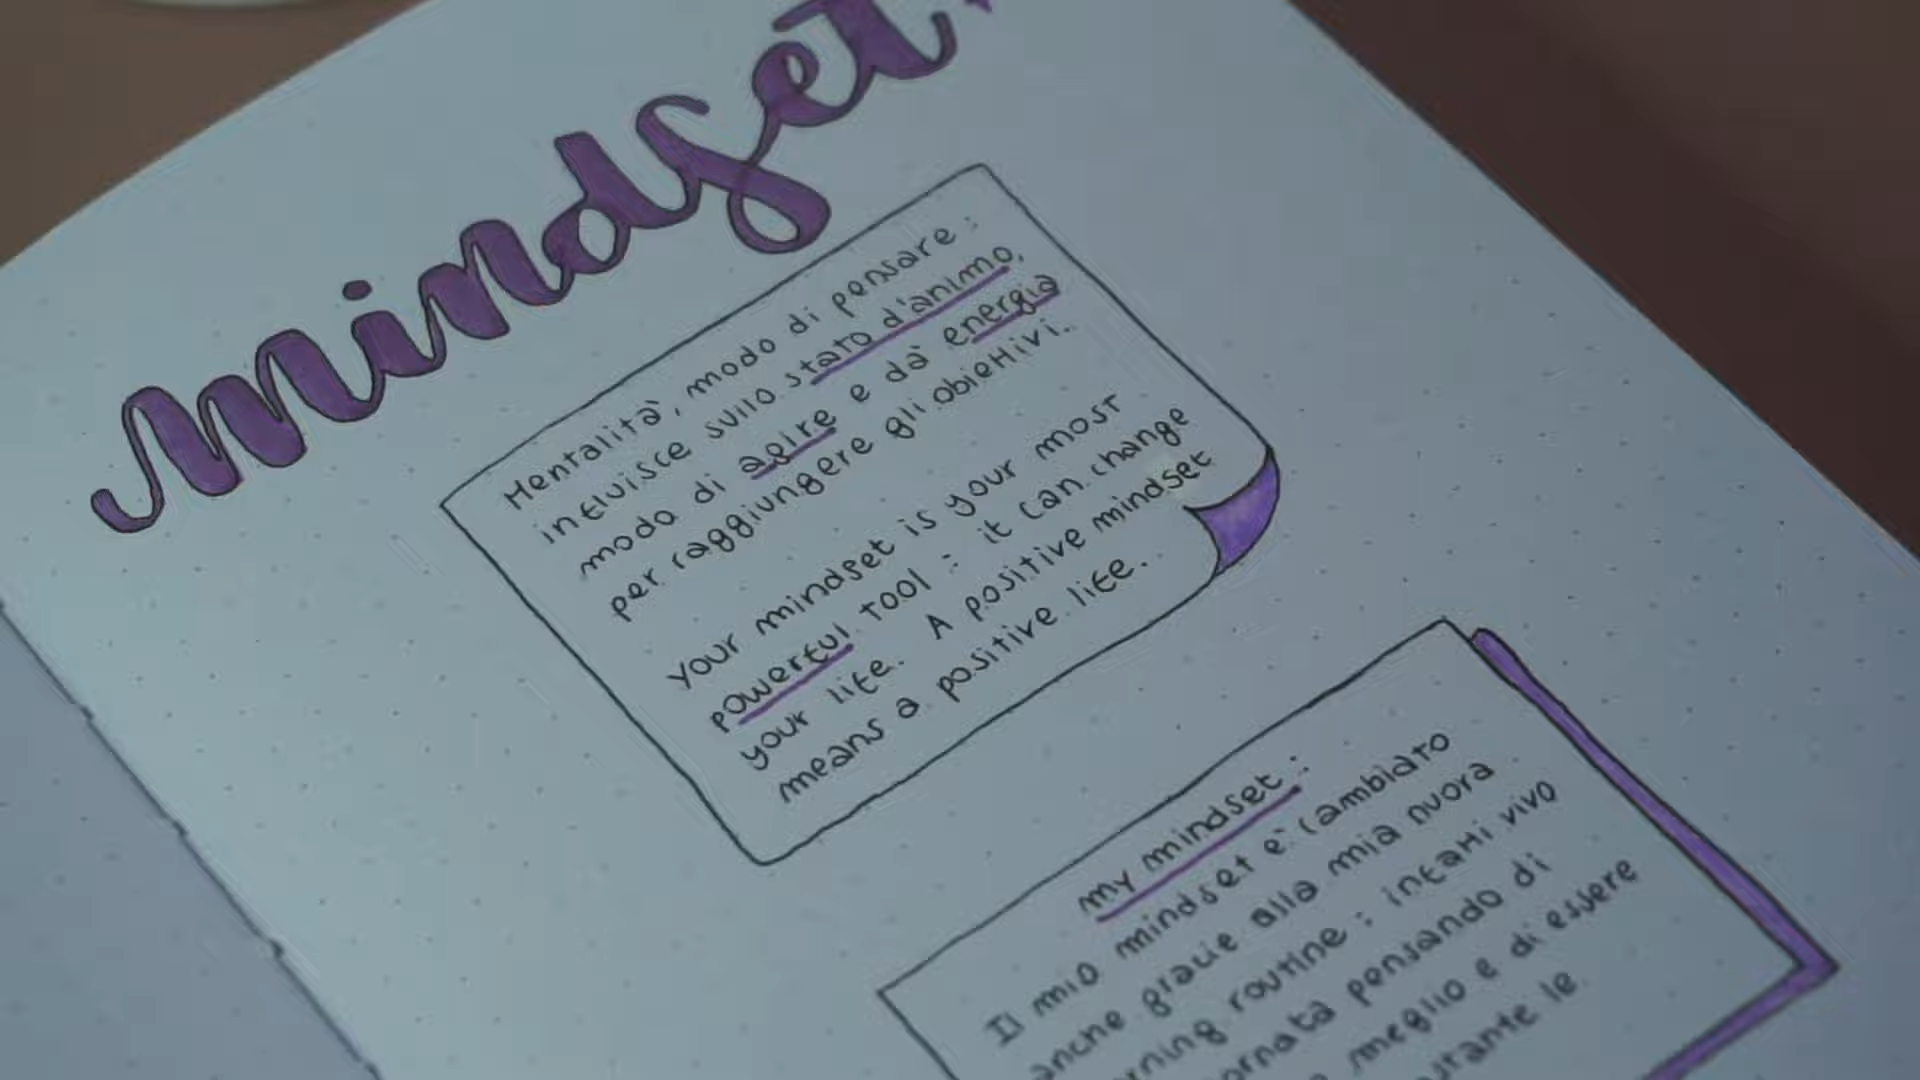 mindset
Mentalità, modo di pensare:
influisce sullo stato d'animo,
modo di agire e dà energia
per raggiungere gli obiettivi.
Your mindset is your most
powerful tool: it can change
your life. A positive mindset
means a positive life.
my mindset:
Il mio mindset è cambiato
anche grazie alla mia nuova
routine: infatti vivo
pensando di
meglio e di essere
le